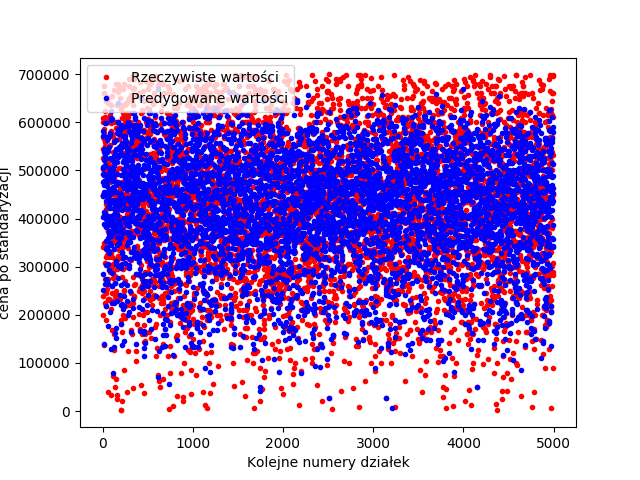 700000
600000
500000
400000
300000
200000
100000
0
cena po standaryzacji
Rzeczywiste wartości
Predygowane wartości
0 1000 2000 3000 4000 5000
Kolejne numery działek